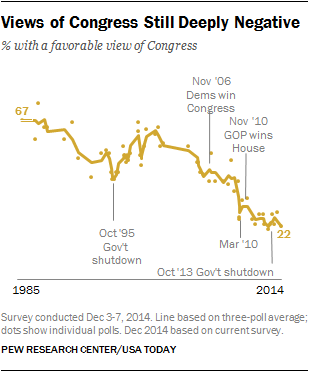 Views of Congress Still Deeply Negative
% with a favorable view of Congress
Nov '06
Dems win
Congress
67
Nov '10
GOP wins
House
Oct '95
Gov't
shutdown
Mar '10
22
Oct '13 Gov't shutdown
1985
2014
Survey conducted Dec 3-7, 2014. Line based on three-poll average;
dots show individual polls. Dec 2014 based on current survey.
PEW RESEARCH CENTER/USA TODAY